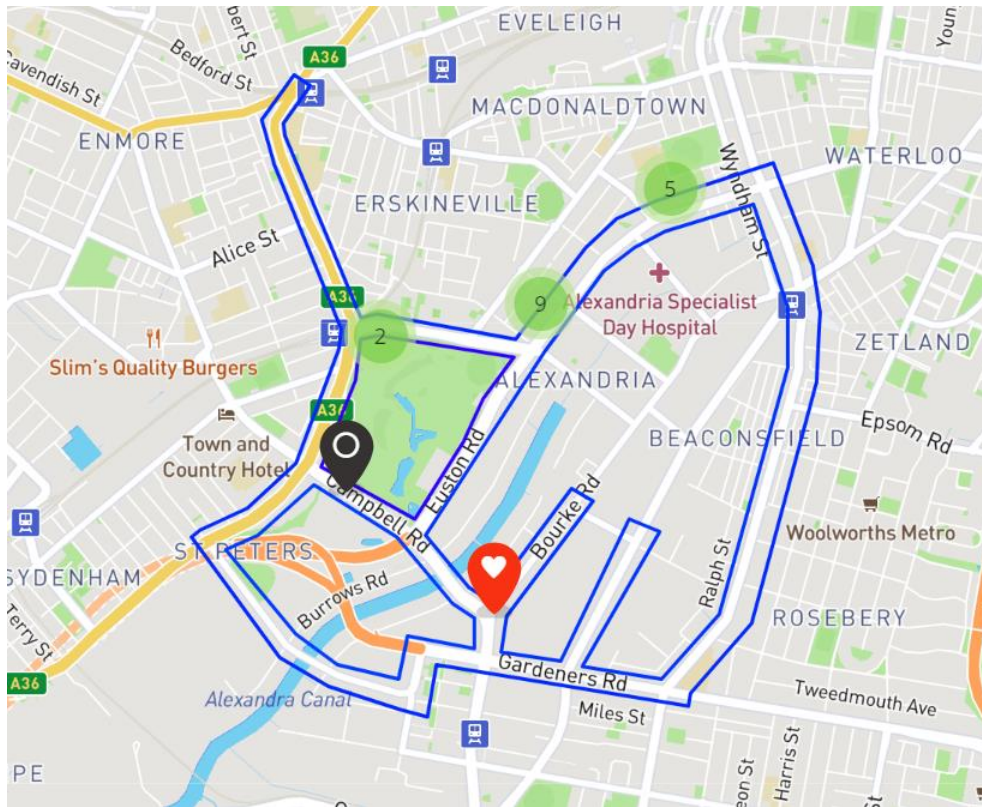 EVELEIGH
A36
Bedford St
Cavendish St
MACDONALDTOWN
ENMORE
WATERLOO
Wyndham St
5
ERSKINEVILLE
Alice St
Alexandria Specialist
Day Hospital
A36
9
2
Slim's Quality Burgers
ZETLAND
ALEXANDRIA
A36
Epsom Rd
Town and
Country Hotel
BEACONSFIELD
Euston Rd
Campbell Rd
Bourke Rd
Woolworths Metro
ST PETERS
SYDENHAM
Burrows Rd
Ralph St
ROSEBERY
Terry St
A36
Gardeners Rd
Alexandra Canal
Miles St
Tweedmouth Ave
Harris St
PE